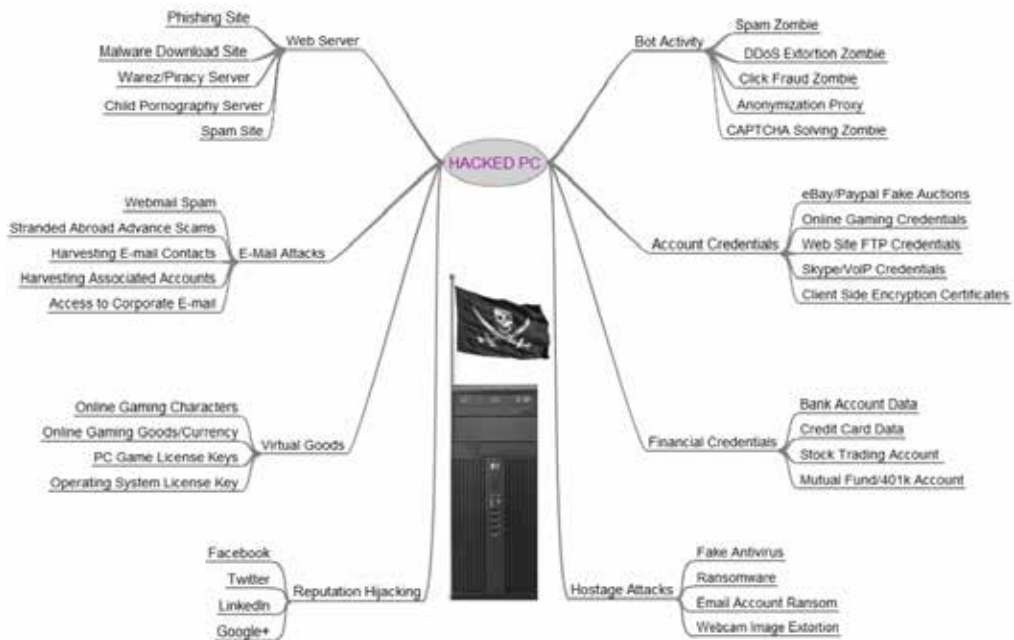 HACKED PC
Web Server
Phishing Site
Malware Download Site
Warez/Piracy Server
Child Pornography Server
Spam Site
E-Mail Attacks
Webmail Spam
Stranded Abroad Advance Scams
Harvesting E-mail Contacts
Harvesting Associated Accounts
Access to Corporate E-mail
Virtual Goods
Online Gaming Characters
Online Gaming Goods/Currency
PC Game License Keys
Operating System License Key
Reputation Hijacking
Facebook
Twitter
LinkedIn
Google+
Bot Activity
Spam Zombie
DDoS Extortion Zombie
Click Fraud Zombie
Anonymization Proxy
CAPTCHA Solving Zombie
Account Credentials
eBay/Paypal Fake Auctions
Online Gaming Credentials
Web Site FTP Credentials
Skype/VoIP Credentials
Client Side Encryption Certificates
Financial Credentials
Bank Account Data
Credit Card Data
Stock Trading Account
Mutual Fund/401k Account
Hostage Attacks
Fake Antivirus
Ransomware
Email Account Ransom
Webcam Image Extortion